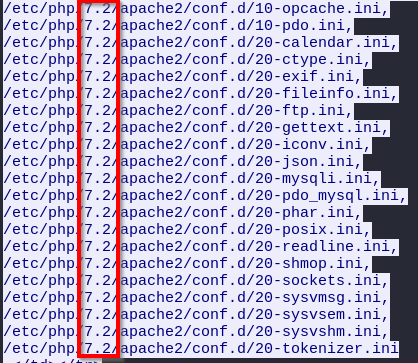 /etc/php/7.2/apache2/conf.d/10-opcache.ini,
/etc/php/7.2/apache2/conf.d/10-pdo.ini,
/etc/php/7.2/apache2/conf.d/20-calendar.ini,
/etc/php/7.2/apache2/conf.d/20-ctype.ini,
/etc/php/7.2/apache2/conf.d/20-exif.ini,
/etc/php/7.2/apache2/conf.d/20-fileinfo.ini,
/etc/php/7.2/apache2/conf.d/20-ftp.ini,
/etc/php/7.2/apache2/conf.d/20-gettext.ini,
/etc/php/7.2/apache2/conf.d/20-iconv.ini,
/etc/php/7.2/apache2/conf.d/20-json.ini,
/etc/php/7.2/apache2/conf.d/20-mysqli.ini,
/etc/php/7.2/apache2/conf.d/20-pdo_mysql.ini,
/etc/php/7.2/apache2/conf.d/20-phar.ini,
/etc/php/7.2/apache2/conf.d/20-posix.ini,
/etc/php/7.2/apache2/conf.d/20-readline.ini,
/etc/php/7.2/apache2/conf.d/20-shmop.ini,
/etc/php/7.2/apache2/conf.d/20-sockets.ini,
/etc/php/7.2/apache2/conf.d/20-sysvmsg.ini,
/etc/php/7.2/apache2/conf.d/20-sysvsem.ini,
/etc/php/7.2/apache2/conf.d/20-sysvshm.ini,
/etc/php/7.2/apache2/conf.d/20-tokenizer.ini